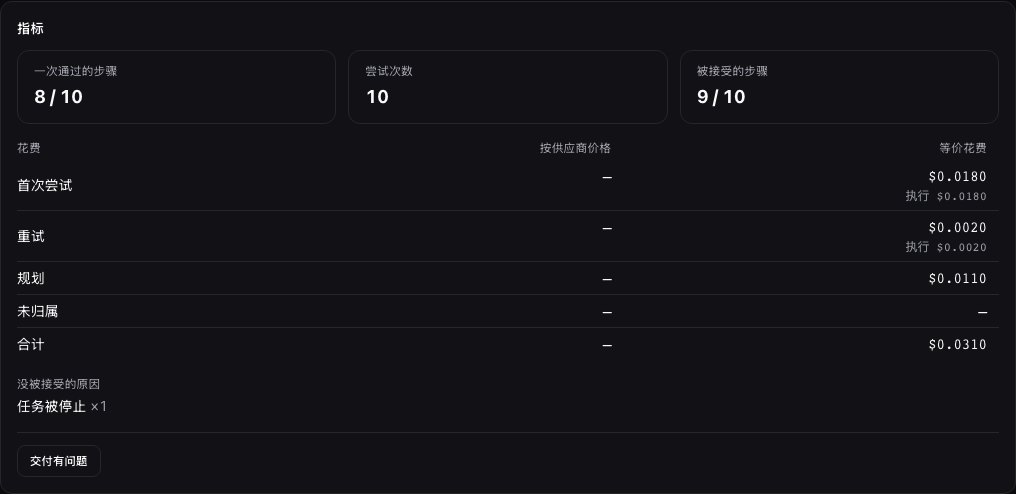 指标
一次通过的步骤
8 / 10
尝试次数
10
被接受的步骤
9 / 10
花费 按供应商价格 等价花费
首次尝试 — $0.0180
执行 $0.0180
重试 — $0.0020
执行 $0.0020
规划 — $0.0110
未归属 — —
合计 — $0.0310
没被接受的原因
任务被停止 ×1
交付有问题